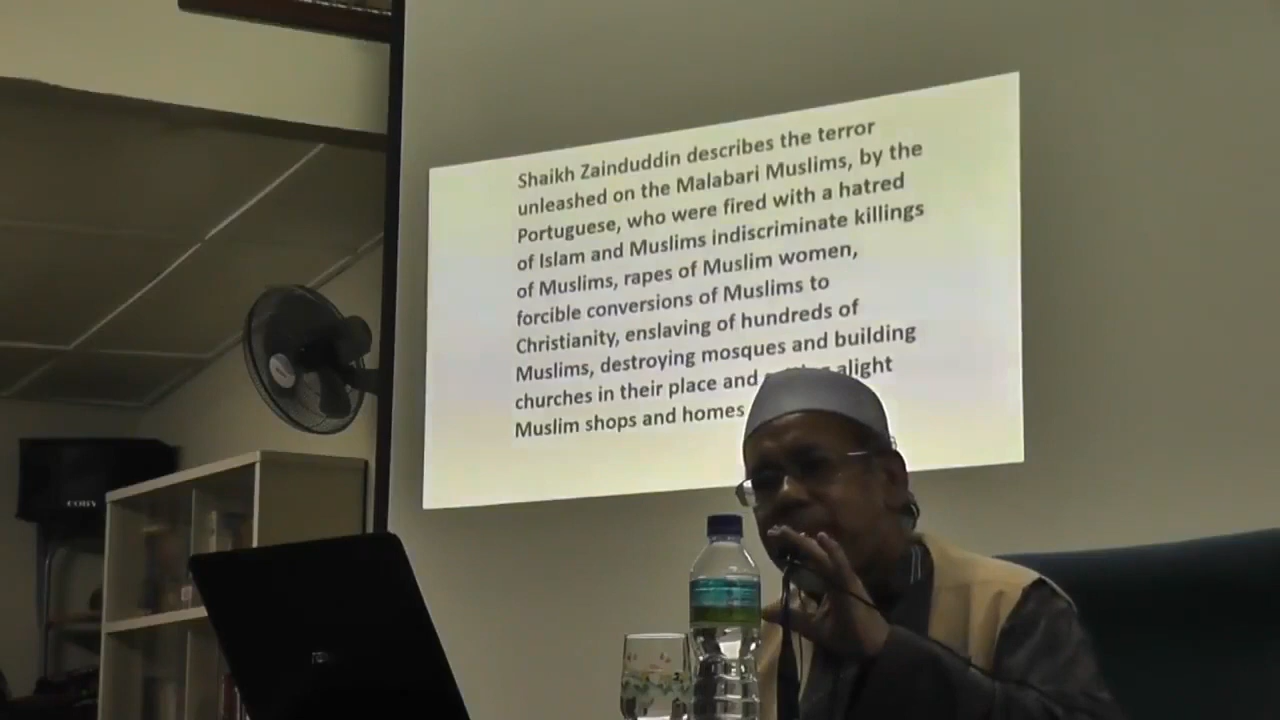 Shaikh Zainduddin describes the terror
unleashed on the Malabari Muslims, by the
Portuguese, who were fired with a hatred
of Islam and Muslims indiscriminate killings
of Muslims, rapes of Muslim women,
forcible conversions of Muslims to
Christianity, enslaving of hundreds of
Muslims, destroying mosques and building
churches in their place and alight
Muslim shops and homes
COBY